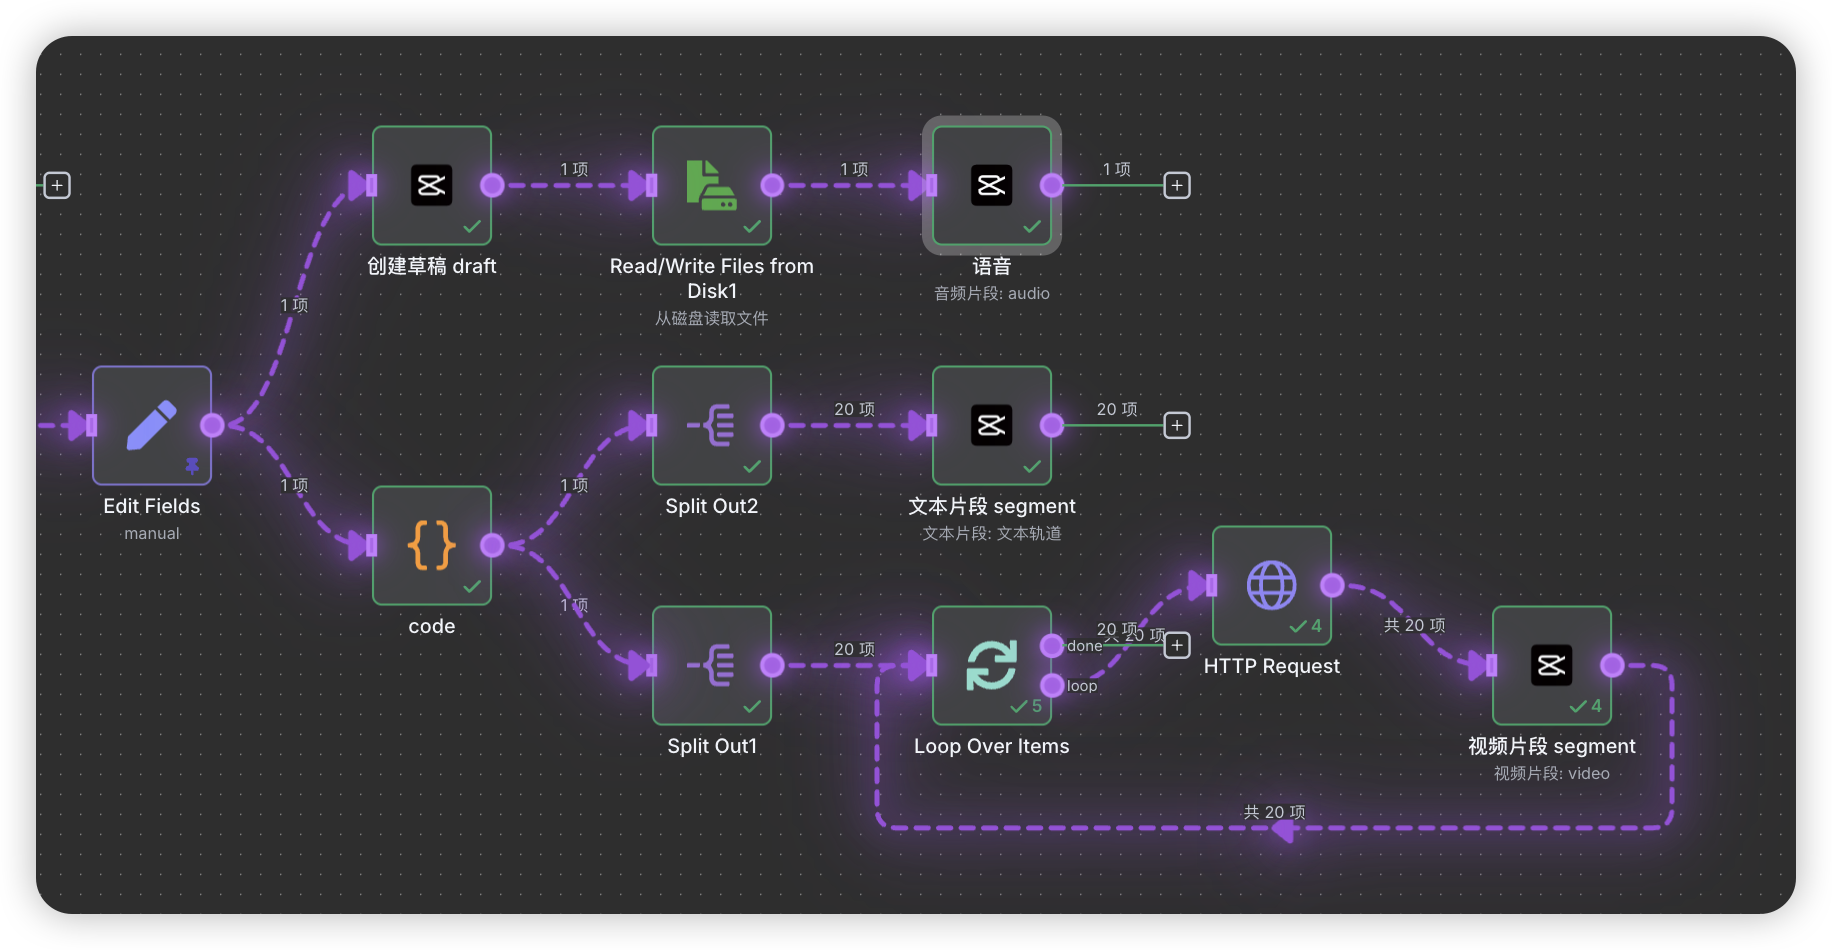 1 项
1 项
1 项
创建草稿 draft
Read/Write Files from
Disk1
从磁盘读取文件
语音
音频片段: audio
1 项
20 项
20 项
Edit Fields
manual
1 项
1 项
Split Out2
文本片段 segment
文本片段: 文本轨道
{}
code
1 项
20 项
done
20 项
共 20 项
loop
4
共 20 项
HTTP Request
5
4
Split Out1
Loop Over Items
视频片段 segment
视频片段: video
共 20 项